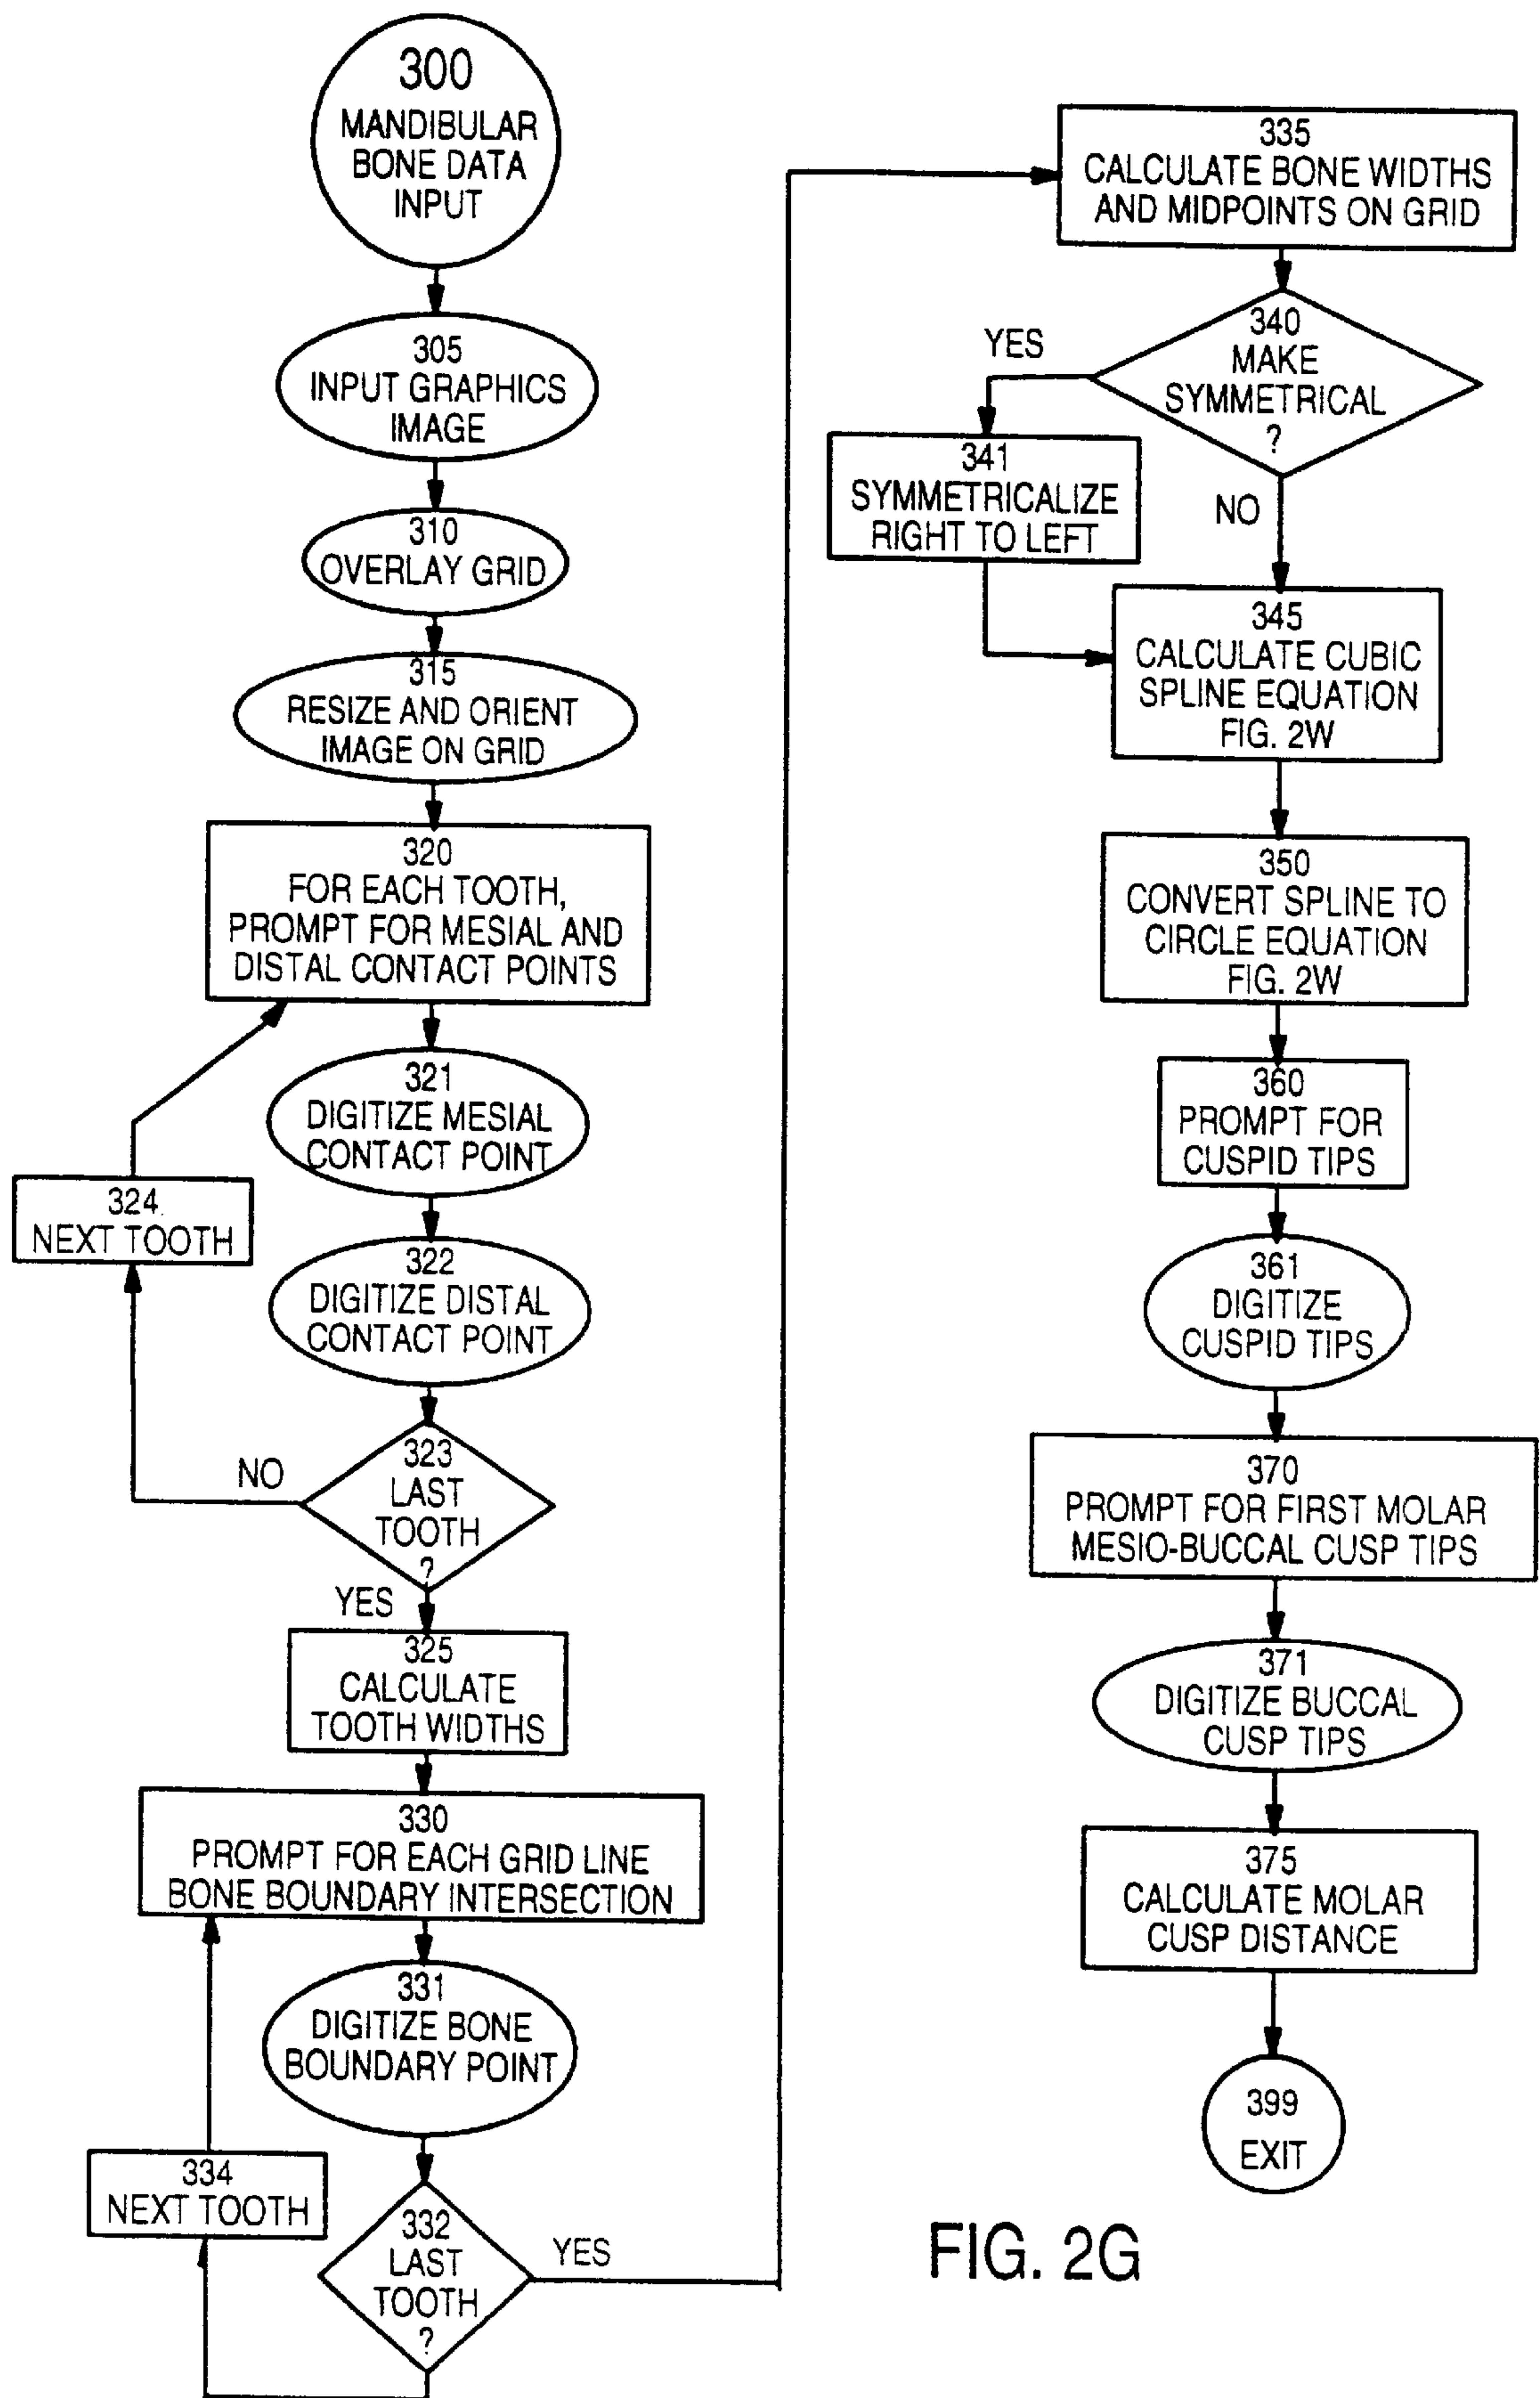 300
MANDIBULAR
BONE DATA
INPUT
305
INPUT GRAPHICS
IMAGE
310
OVERLAY GRID
315
RESIZE AND ORIENT
IMAGE ON GRID
320
FOR EACH TOOTH,
PROMPT FOR MESIAL AND
DISTAL CONTACT POINTS
321
DIGITIZE MESIAL
CONTACT POINT
324
NEXT TOOTH
322
DIGITIZE DISTAL
CONTACT POINT
323
LAST
TOOTH
?
NO
YES
325
CALCULATE
TOOTH WIDTHS
330
PROMPT FOR EACH GRID LINE
BONE BOUNDARY INTERSECTION
331
DIGITIZE BONE
BOUNDARY POINT
334
NEXT TOOTH
332
LAST
TOOTH
?
YES
335
CALCULATE BONE WIDTHS
AND MIDPOINTS ON GRID
340
MAKE
SYMMETRICAL
?
YES
341
SYMMETRICALIZE
RIGHT TO LEFT
NO
345
CALCULATE CUBIC
SPLINE EQUATION
FIG. 2W
350
CONVERT SPLINE TO
CIRCLE EQUATION
FIG. 2W
360
PROMPT FOR
CUSPID TIPS
361
DIGITIZE
CUSPID TIPS
370
PROMPT FOR FIRST MOLAR
MESIO-BUCCAL CUSP TIPS
371
DIGITIZE BUCCAL
CUSP TIPS
375
CALCULATE MOLAR
CUSP DISTANCE
399
EXIT
FIG. 2G